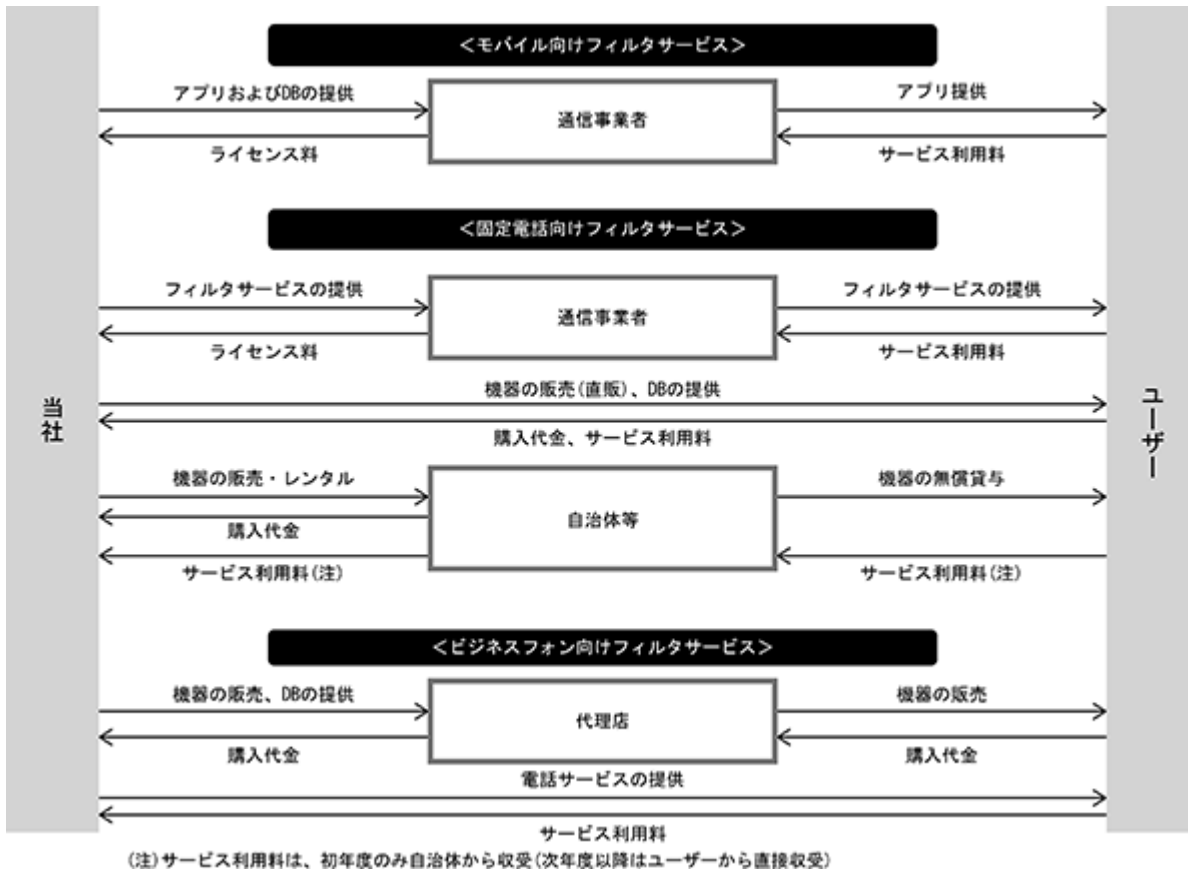 ＜モバイル向けフィルタサービス＞
アプリおよびDBの提供
通信事業者
アプリ提供
ライセンス料
サービス利用料
＜固定電話向けフィルタサービス＞
フィルタサービスの提供
通信事業者
フィルタサービスの提供
ライセンス料
サービス利用料
当社
ユーザー
機器の販売(直販)、DBの提供
購入代金、サービス利用料
機器の販売・レンタル
自治体等
機器の無償貸与
購入代金
サービス利用料(注)
サービス利用料(注)
＜ビジネスフォン向けフィルタサービス＞
機器の販売、DBの提供
代理店
機器の販売
購入代金
購入代金
電話サービスの提供
サービス利用料
(注)サービス利用料は、初年度のみ自治体から収受(次年度以降はユーザーから直接収受)